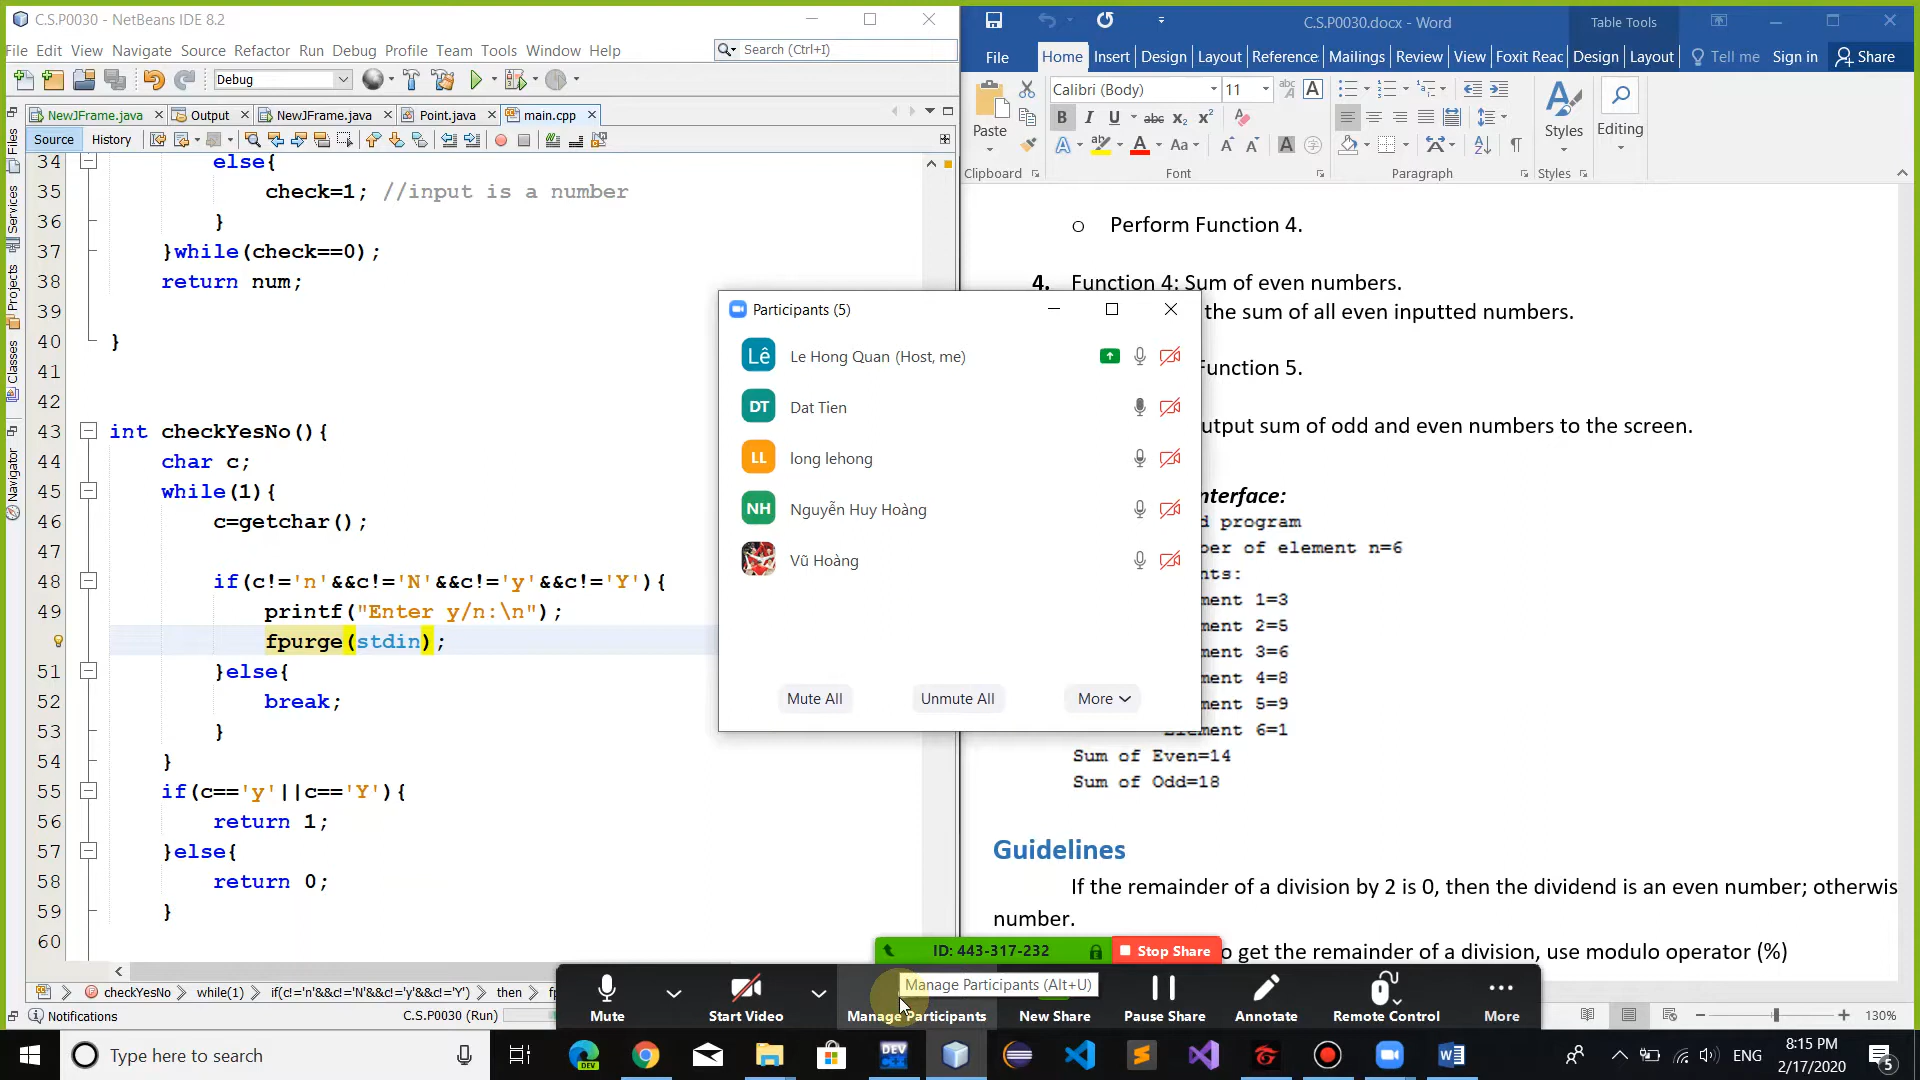 C.S.P0030 - NetBeans IDE 8.2
File Edit View Navigate Source Refactor Run Debug Profile Team Tools Window Help
Search (Ctrl+I)
Debug
NewJFrame.java
Output
NewJFrame.java
Point.java
main.cpp
Source History
Files
Services
Projects
Classes
Navigator
34 else{
35 check=1; //input is a number
36 }
37 }while(check==0);
38 return num;
39
40 }
41
42
43 int checkYesNo(){
44 char c;
45 while(1){
46 c=getchar();
47
48 if(c!='n'&&c!='N'&&c!='y'&&c!='Y'){
49 printf("Enter y/n:\n");
fpurge(stdin);
51 }else{
52 break;
53 }
54 }
55 if(c=='y'||c=='Y'){
56 return 1;
57 }else{
58 return 0;
59 }
60
checkYesNo while(1) if(c!='n'&&c!='N'&&c!='y'&&c!='Y') then
Notifications
C.S.P0030 (Run)
C.S.P0030.docx - Word
Table Tools
File Home Insert Design Layout Reference Mailings Review View Foxit Reac Design Layout Tell me Sign in Share
Paste
Clipboard
Calibri (Body) 11
Font
Paragraph
Styles
Styles
Editing
o Perform Function 4.
4. Function 4: Sum of even numbers.
the sum of all even inputted numbers.
unction 5.
utput sum of odd and even numbers to the screen.
nterface:
d program
ber of element n=6
nts:
ment 1=3
ment 2=5
ment 3=6
ment 4=8
ment 5=9
Element 6=1
Sum of Even=14
Sum of Odd=18
Guidelines
If the remainder of a division by 2 is 0, then the dividend is an even number; otherwis
number.
o get the remainder of a division, use modulo operator (%)
130%
Participants (5)
Lê Le Hong Quan (Host, me)
DT Dat Tien
LL long lehong
NH Nguyễn Huy Hoàng
Vũ Hoàng
Mute All
Unmute All
More
ID: 443-317-232
Stop Share
Manage Participants (Alt+U)
Mute
Start Video
Manage Participants
New Share
Pause Share
Annotate
Remote Control
More
Type here to search
DEV
DEV C++
ENG
8:15 PM
2/17/2020
5